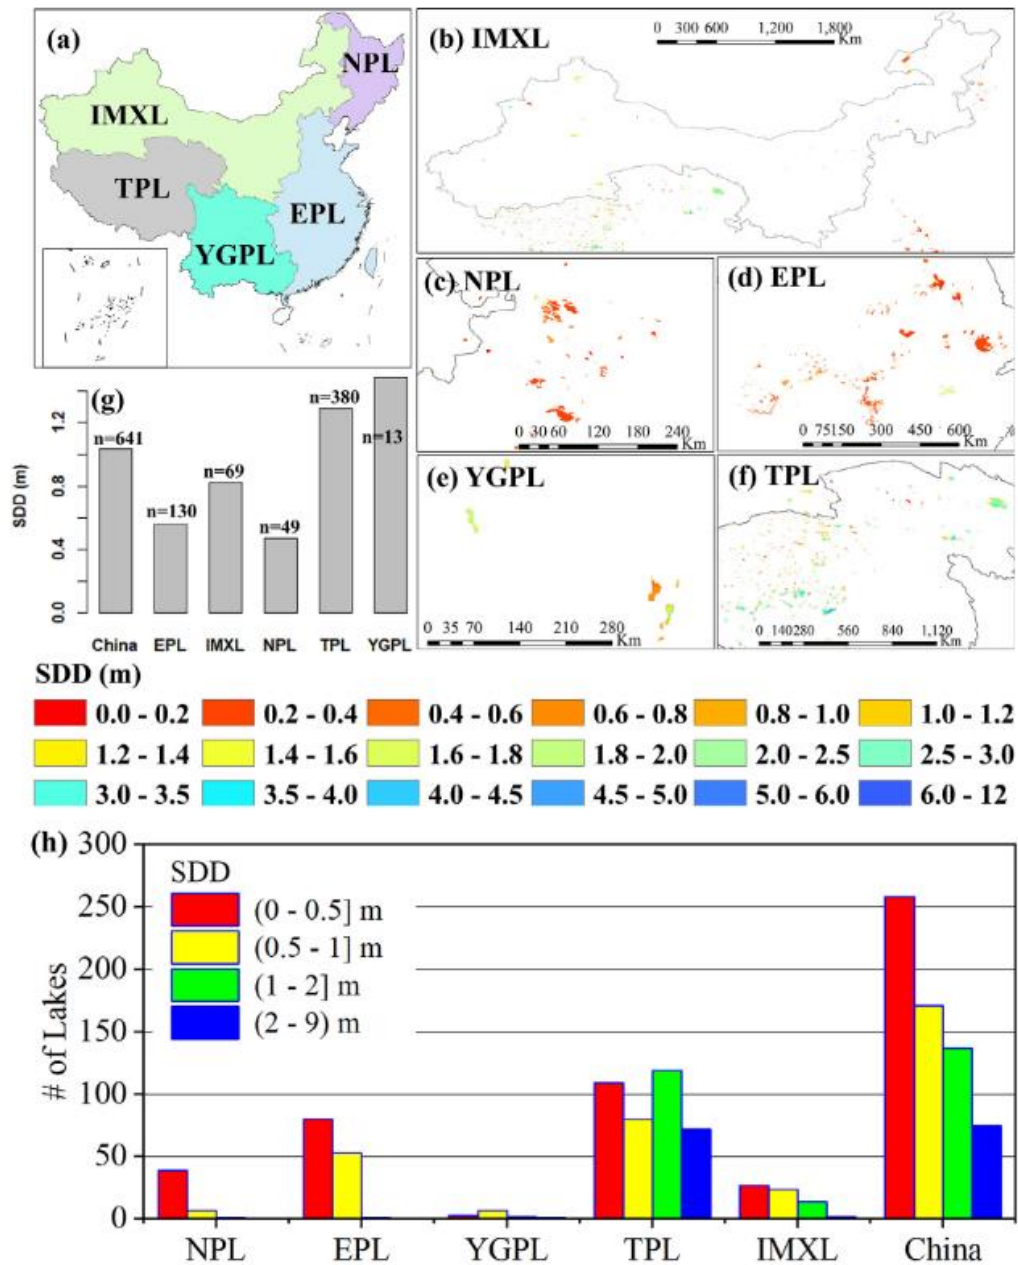 (a)
NPL
IMXL
TPL
EPL
YGPL
(b) IMXL
0 300 600 1,200 1,800
Km
(c) NPL
0 30 60 120 180 240
Km
(d) EPL
0 75 150 300 450 600
Km
(e) YGPL
0 35 70 140 210 280
Km
(f) TPL
0 140 280 560 840 1,120
Km
(g)
SDD (m)
0.0 0.4 0.8 1.2
n=641
n=130
n=69
n=49
n=380
n=13
China EPL IMXL NPL TPL YGPL
SDD (m)
0.0 - 0.2 0.2 - 0.4 0.4 - 0.6 0.6 - 0.8 0.8 - 1.0 1.0 - 1.2
1.2 - 1.4 1.4 - 1.6 1.6 - 1.8 1.8 - 2.0 2.0 - 2.5 2.5 - 3.0
3.0 - 3.5 3.5 - 4.0 4.0 - 4.5 4.5 - 5.0 5.0 - 6.0 6.0 - 12
(h)
# of Lakes
300
250
200
150
100
50
0
SDD
(0 - 0.5] m
(0.5 - 1] m
(1 - 2] m
(2 - 9) m
NPL EPL YGPL TPL IMXL China